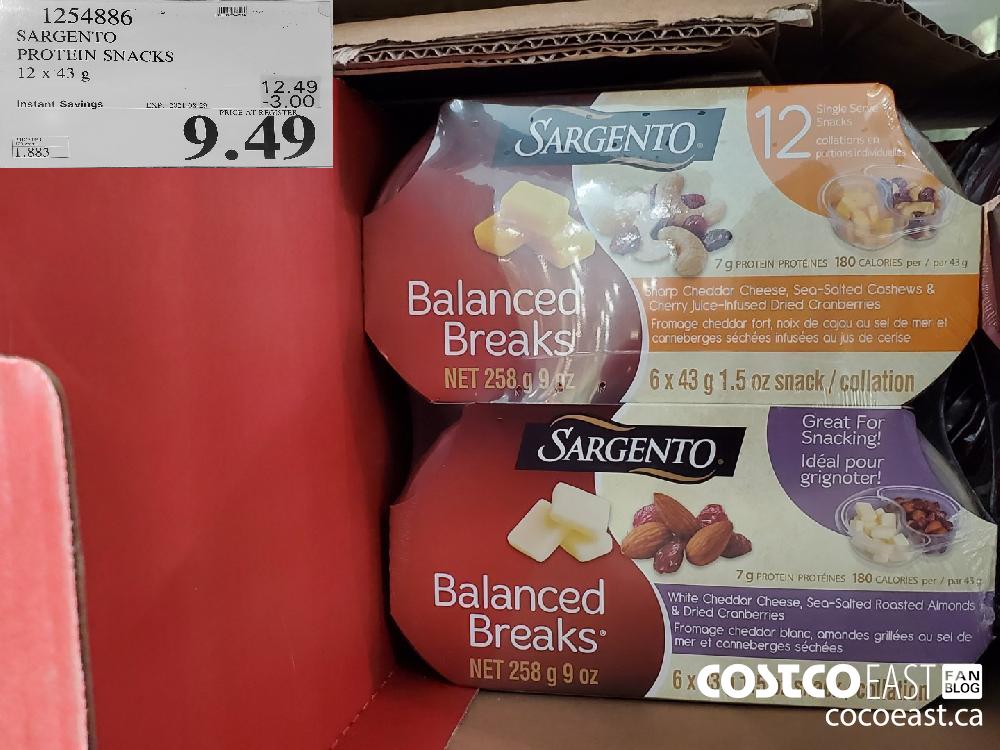 1254886
SARGENTO
PROTEIN SNACKS
12 x 43 g
12.49
Instant Savings
-3.00
PRICE AT REGISTER
9.49
1.883
SARGENTO
12
Single Serve
Snacks
collations en
portions individuelles
7 g PROTEIN PROTÉINES 180 CALORIES per / par 43 g
Balanced
Breaks
Sharp Cheddar Cheese, Sea-Salted Cashews &
Cherry Juice-Infused Dried Cranberries
Fromage cheddar fort, noix de cajou au sel de mer et
canneberges séchées infusées au jus de cerise
NET 258 g 9 oz
6 x 43 g 1.5 oz snack / collation
SARGENTO
Great For
Snacking!
Idéal pour
grignoter!
7 g PROTEIN PROTÉINES 180 CALORIES per / par 43 g
Balanced
Breaks®
White Cheddar Cheese, Sea-Salted Roasted Almonds
& Dried Cranberries
Fromage cheddar blanc, amandes grillées au sel de
mer et canneberges séchées
NET 258 g 9 oz
6 x
collation
COSTCO EAST FAN
BLOG
cocoeast.ca